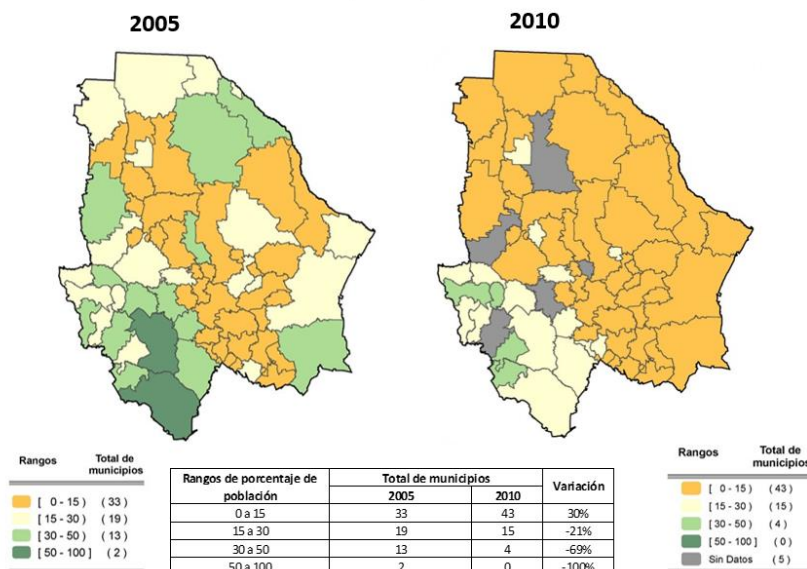 2005
2010
Rangos Total de municipios
[ 0 - 15) ( 33 )
[ 15 - 30) ( 19 )
[ 30 - 50) ( 13 )
[ 50 - 100] ( 2 )
Rangos de porcentaje de población Total de municipios Variación
2005 2010
0 a 15 33 43 30%
15 a 30 19 15 -21%
30 a 50 13 4 -69%
50 a 100 2 0 -100%
Rangos Total de municipios
[ 0 - 15) ( 43 )
[ 15 - 30) ( 15 )
[ 30 - 50) ( 4 )
[ 50 - 100] ( 0 )
Sin Datos ( 5 )